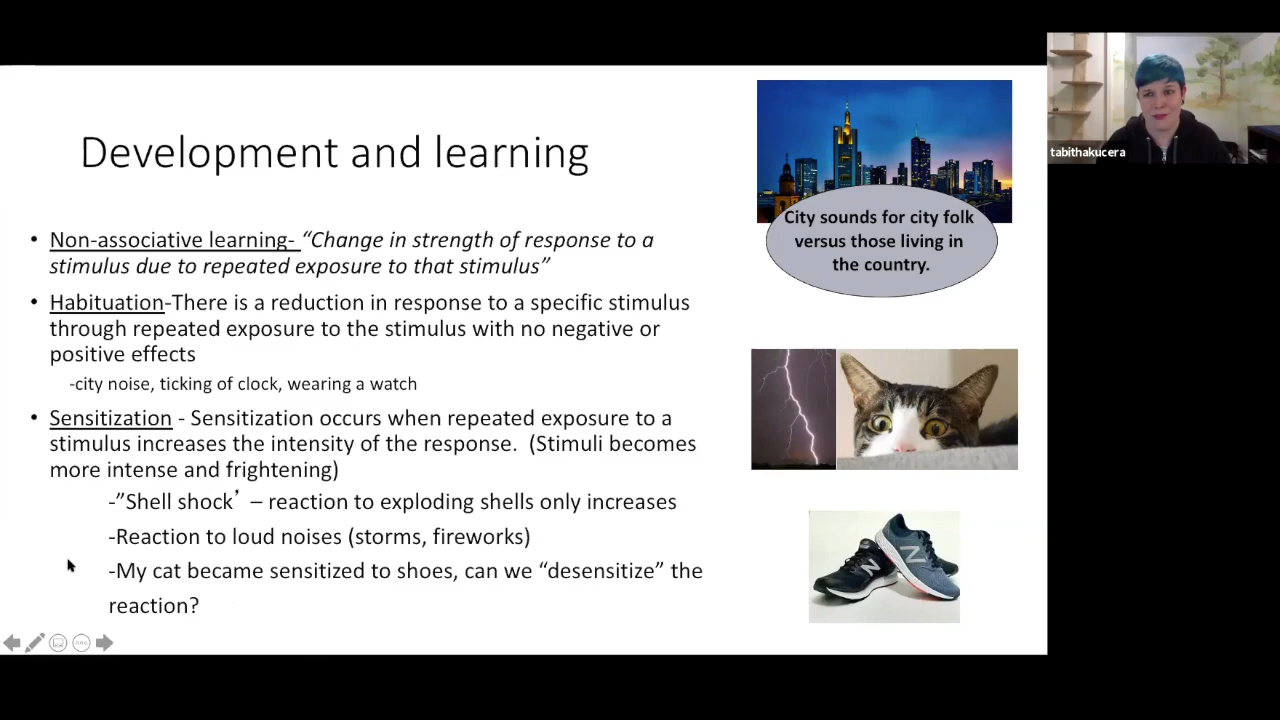 Development and learning
• Non-associative learning- “Change in strength of response to a
stimulus due to repeated exposure to that stimulus”
• Habituation-There is a reduction in response to a specific stimulus
through repeated exposure to the stimulus with no negative or
positive effects
-city noise, ticking of clock, wearing a watch
• Sensitization - Sensitization occurs when repeated exposure to a
stimulus increases the intensity of the response. (Stimuli becomes
more intense and frightening)
-”Shell shock’ – reaction to exploding shells only increases
-Reaction to loud noises (storms, fireworks)
-My cat became sensitized to shoes, can we “desensitize” the
reaction?
City sounds for city folk
versus those living in
the country.
N
N
tabithakucera